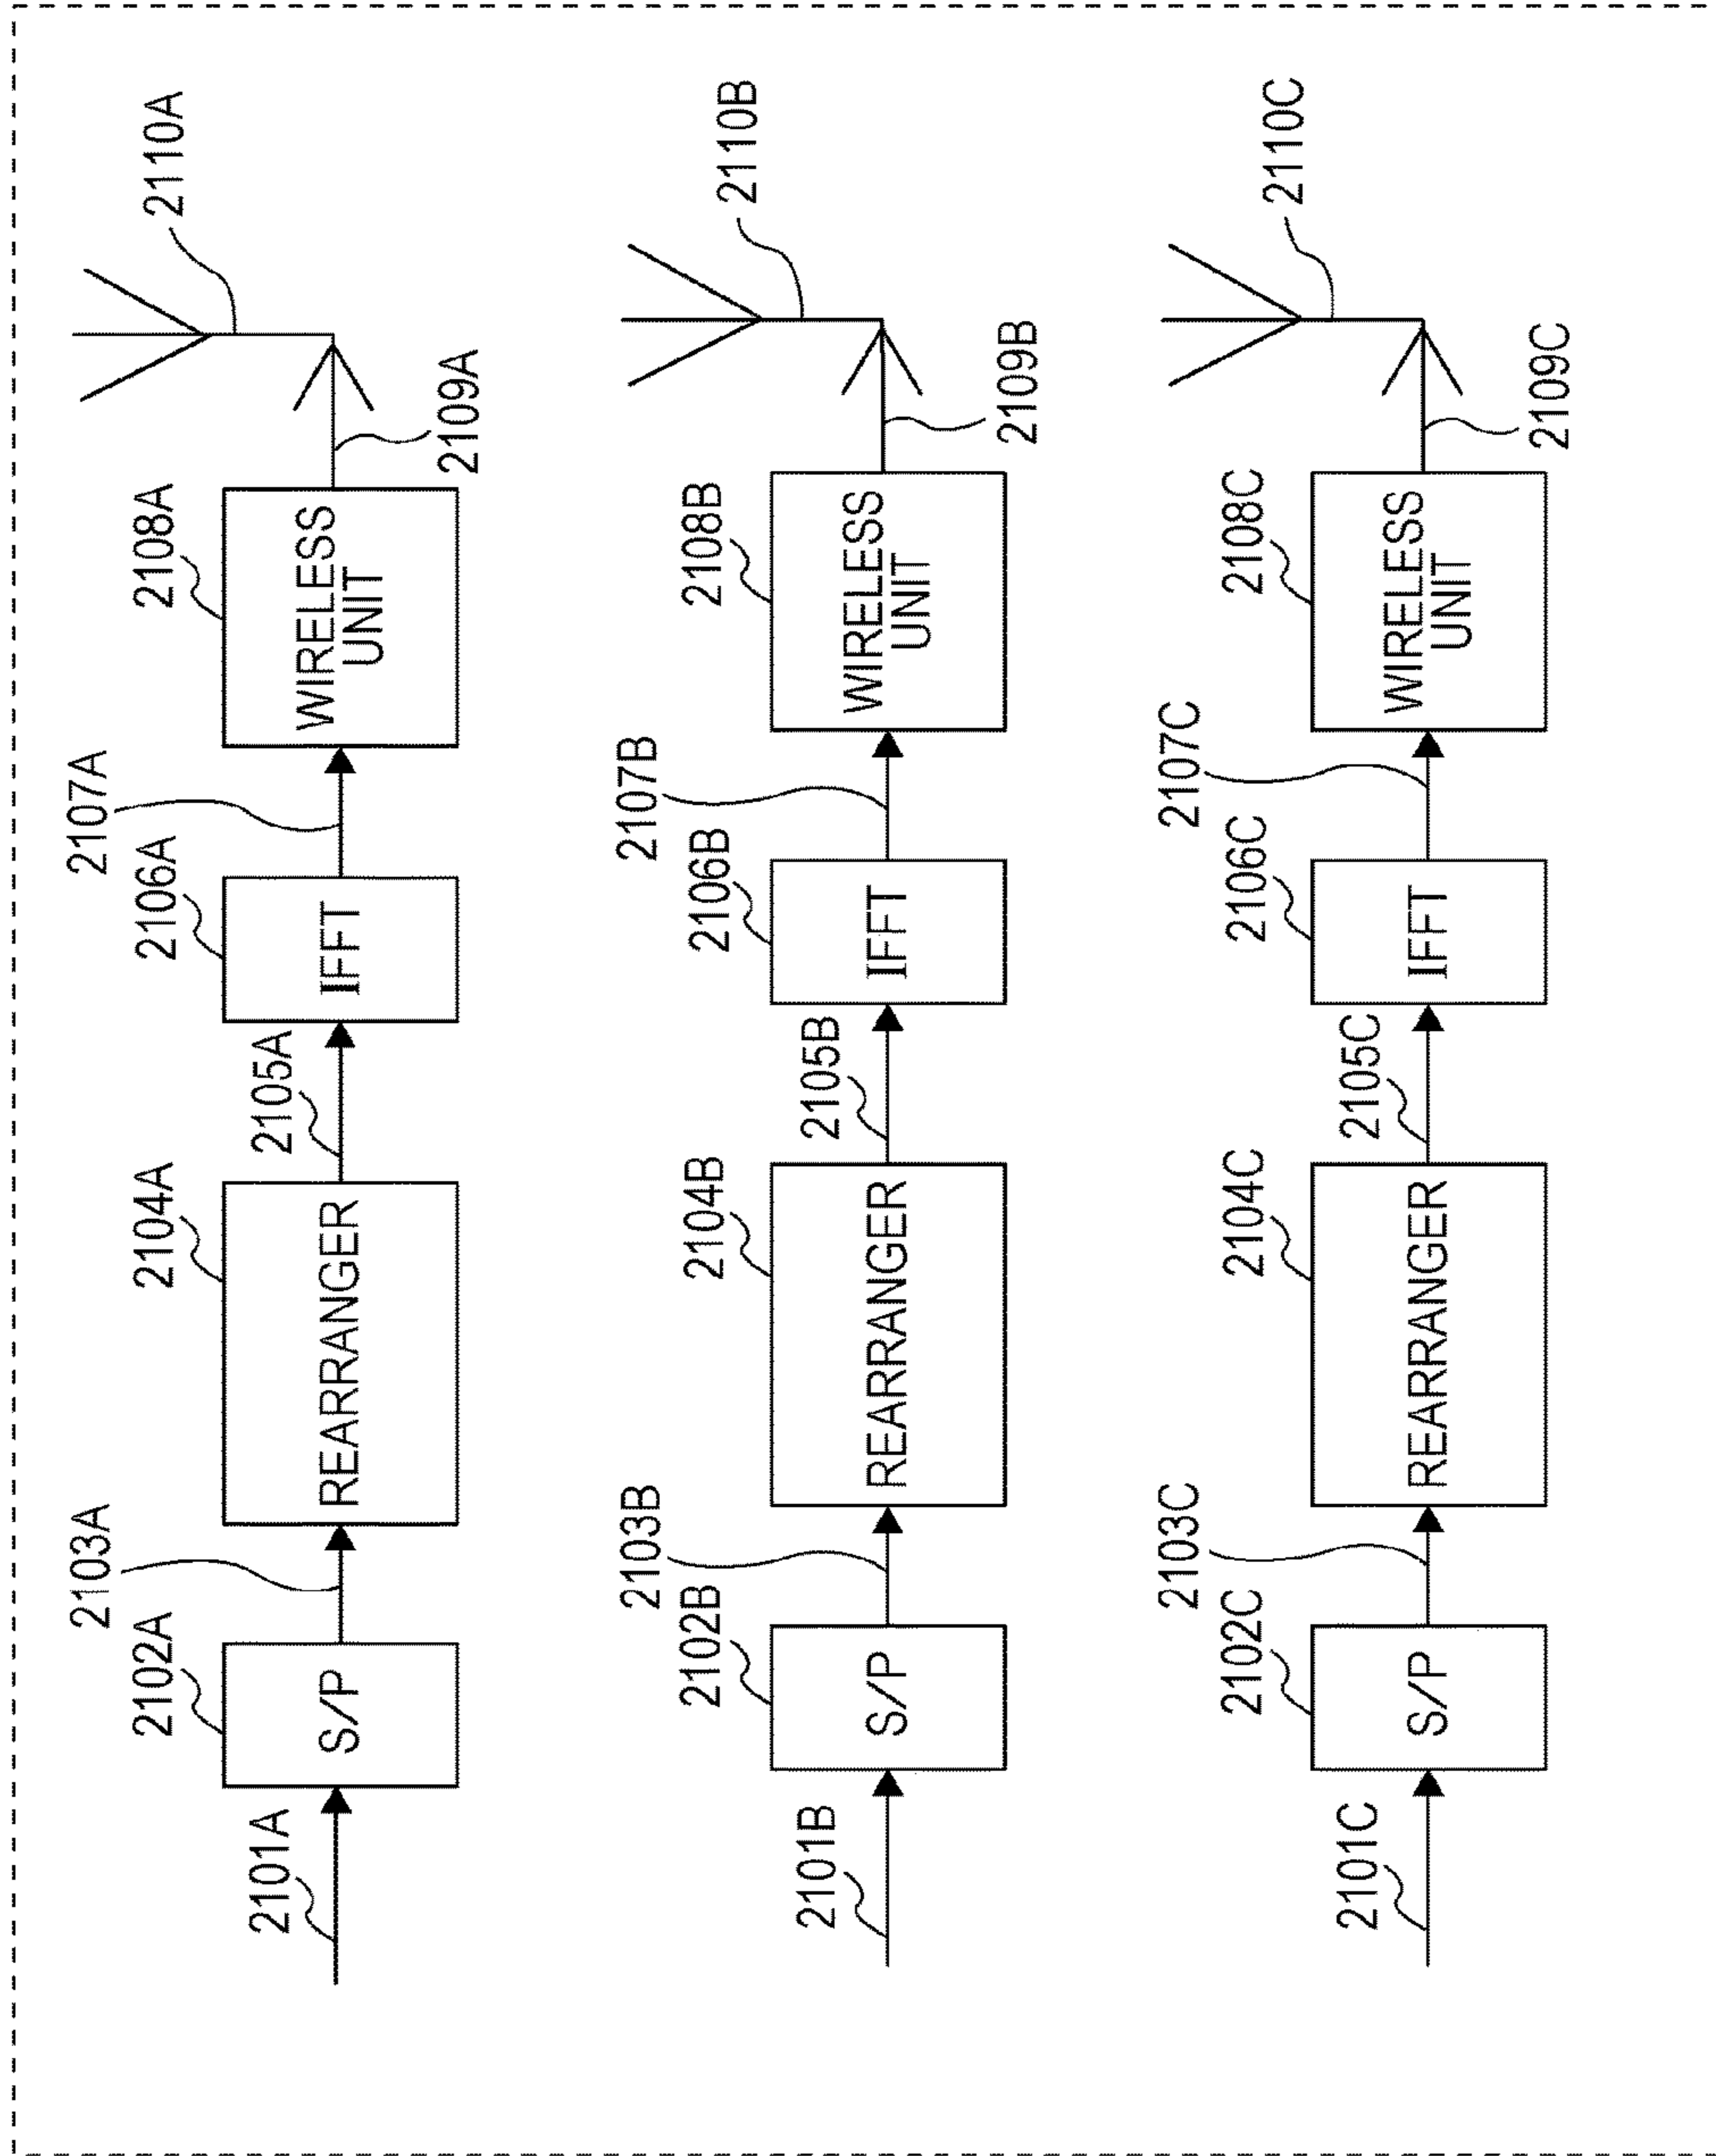 2101A
2102A
S/P
2103A
2104A
REARRANGER
2105A
2106A
IFFT
2107A
2108A
WIRELESS
UNIT
2109A
2110A
2101B
2102B
S/P
2103B
2104B
REARRANGER
2105B
2106B
IFFT
2107B
2108B
WIRELESS
UNIT
2109B
2110B
2101C
2102C
S/P
2103C
2104C
REARRANGER
2105C
2106C
IFFT
2107C
2108C
WIRELESS
UNIT
2109C
2110C